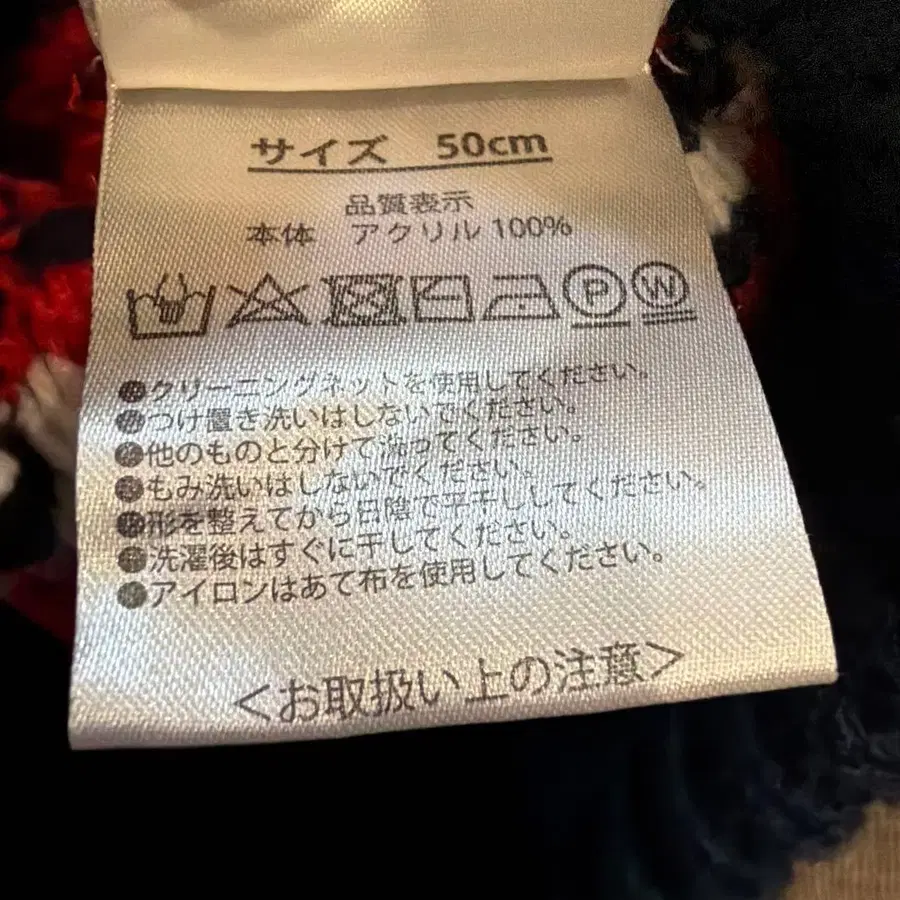 サイズ 50cm
品質表示
本体 アクリル 100%
P W
●クリーニングネットを使用してください。
●つけ置き洗いはしないでください。
●他のものと分けて洗ってください。
●もみ洗いはしないでください。
●形を整えてから日陰で平干ししてください。
●洗濯後はすぐに干してください。
●アイロンはあて布を使用してください。
＜お取扱い上の注意＞